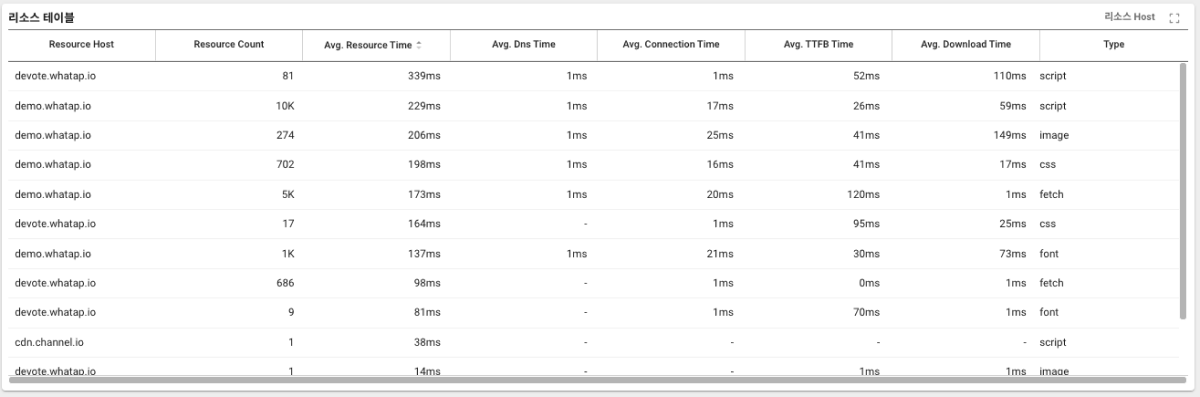 리소스 테이블 리소스 Host
Resource Host Resource Count Avg. Resource Time Avg. Dns Time Avg. Connection Time Avg. TTFB Time Avg. Download Time Type
devote.whatap.io 81 339ms 1ms 1ms 52ms 110ms script
demo.whatap.io 10K 229ms 1ms 17ms 26ms 59ms script
demo.whatap.io 274 206ms 1ms 25ms 41ms 149ms image
demo.whatap.io 702 198ms 1ms 16ms 41ms 17ms css
demo.whatap.io 5K 173ms 1ms 20ms 120ms 1ms fetch
devote.whatap.io 17 164ms - 1ms 95ms 25ms css
demo.whatap.io 1K 137ms 1ms 21ms 30ms 73ms font
devote.whatap.io 686 98ms - 1ms 0ms 1ms fetch
devote.whatap.io 9 81ms - 1ms 70ms 1ms font
cdn.channel.io 1 38ms - - - - script
devote.whatap.io 1 14ms - - 1ms 1ms image